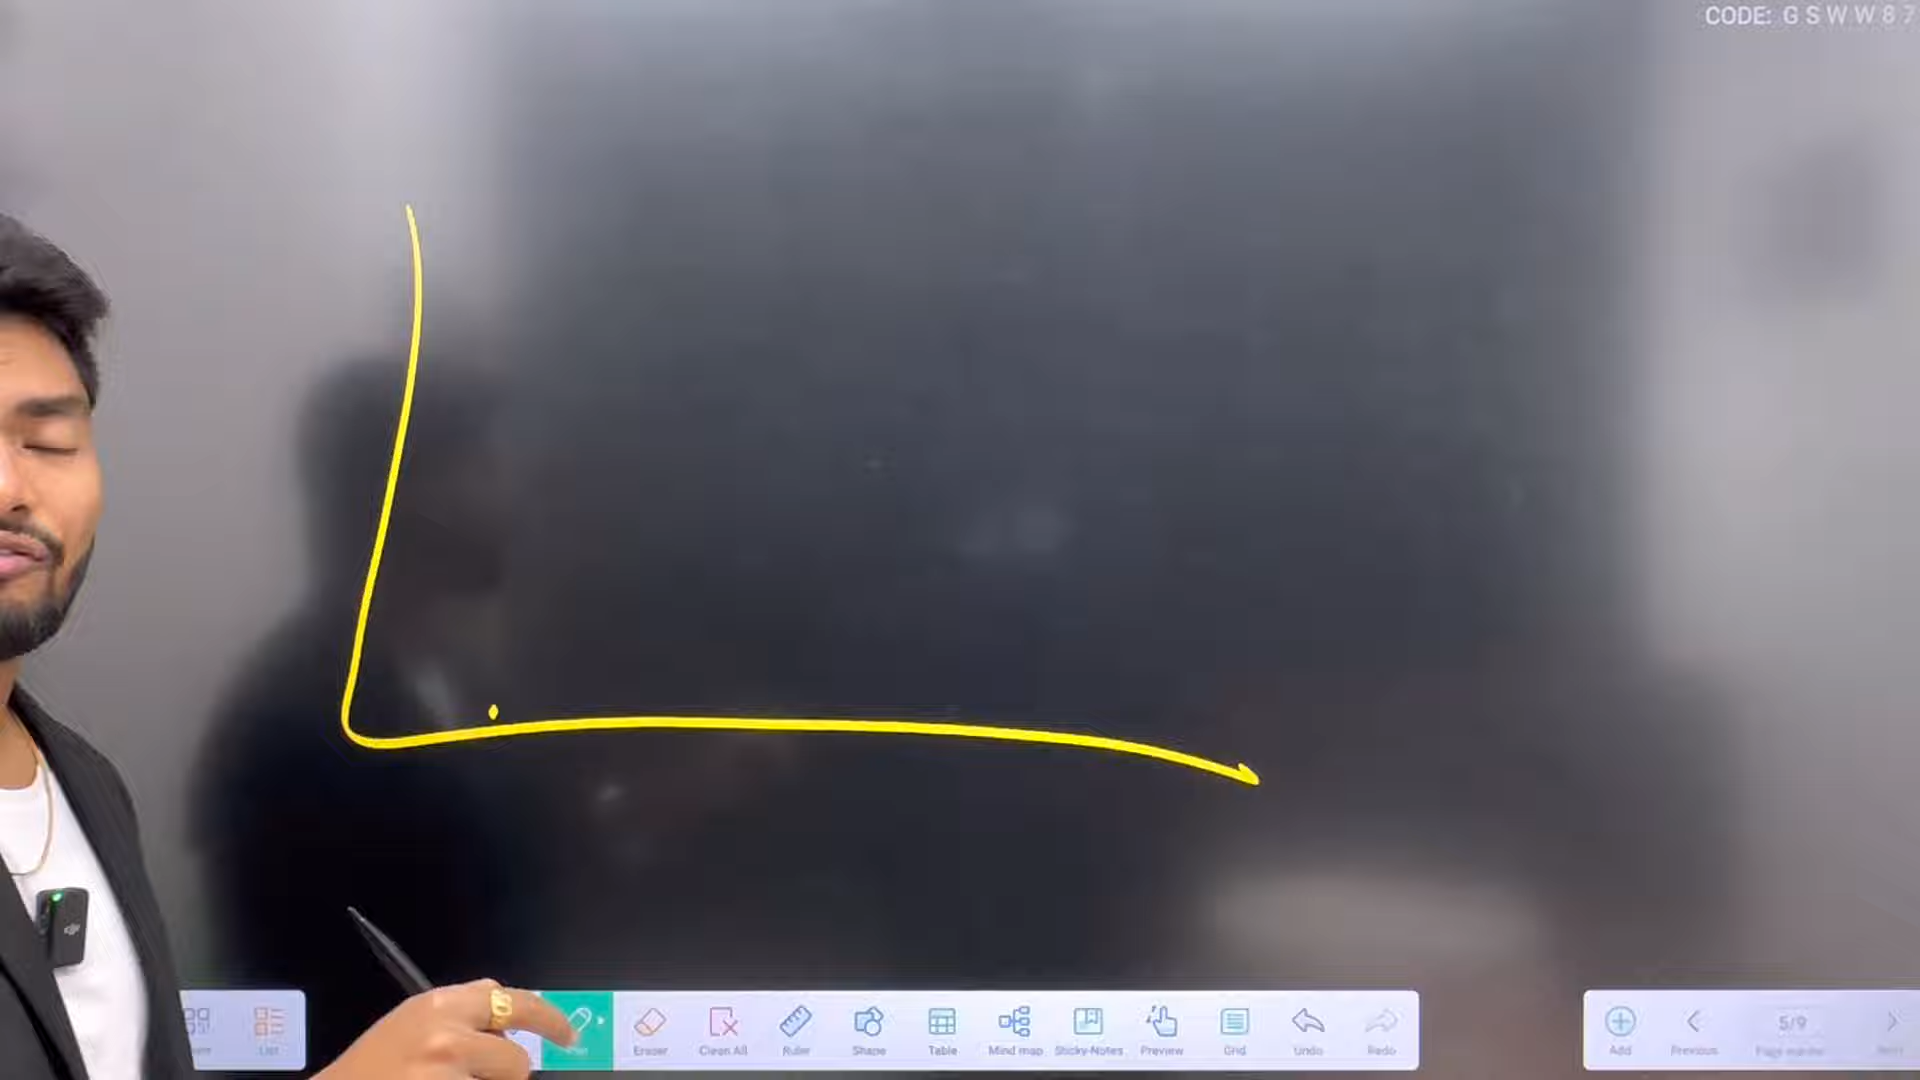 CODE: G S W W 8 7
List
Eraser
Clean All
Ruler
Shape
Table
Mind map
Sticky-Notes
Preview
Grid
Undo
Redo
Add
Previous
5/9
Next